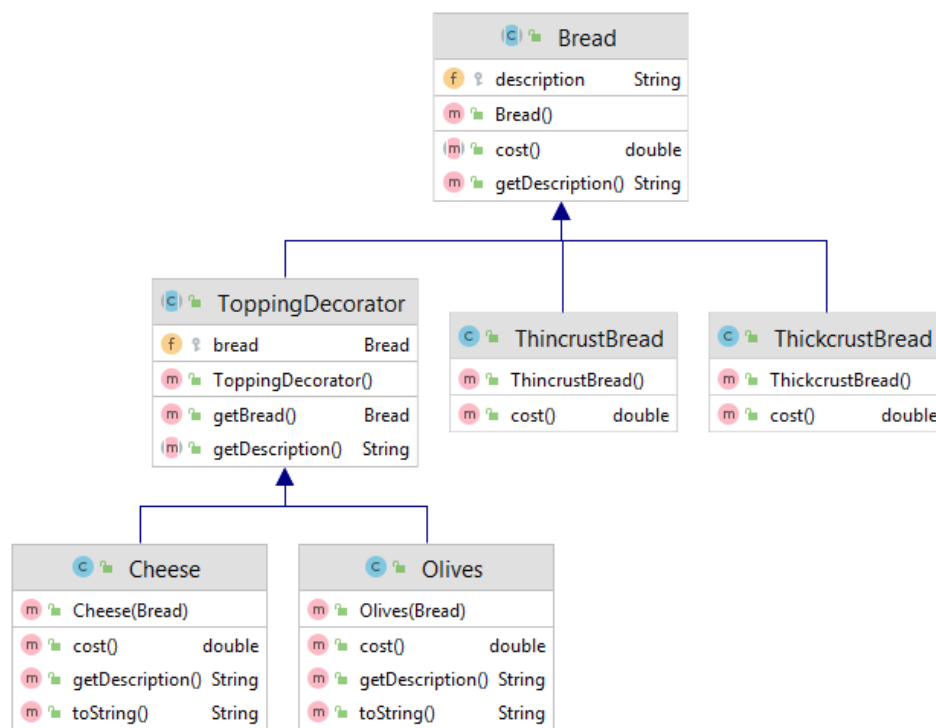 Bread
description String
Bread()
cost() double
getDescription() String
ToppingDecorator
bread Bread
ToppingDecorator()
getBread() Bread
getDescription() String
ThincrustBread
ThincrustBread()
cost() double
ThickcrustBread
ThickcrustBread()
cost() double
Cheese
Cheese(Bread)
cost() double
getDescription() String
toString() String
Olives
Olives(Bread)
cost() double
getDescription() String
toString() String